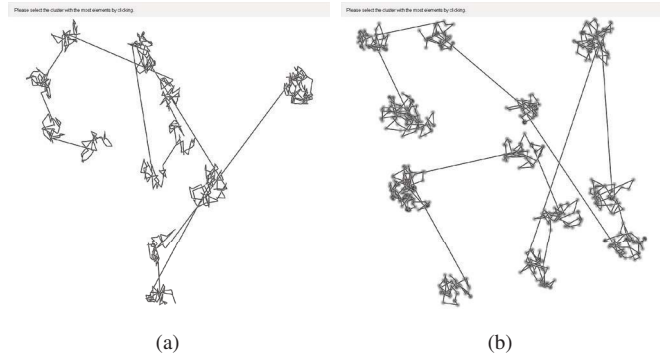 Please select the cluster with the most elements by clicking.
Please select the cluster with the most elements by clicking.
(a)
(b)